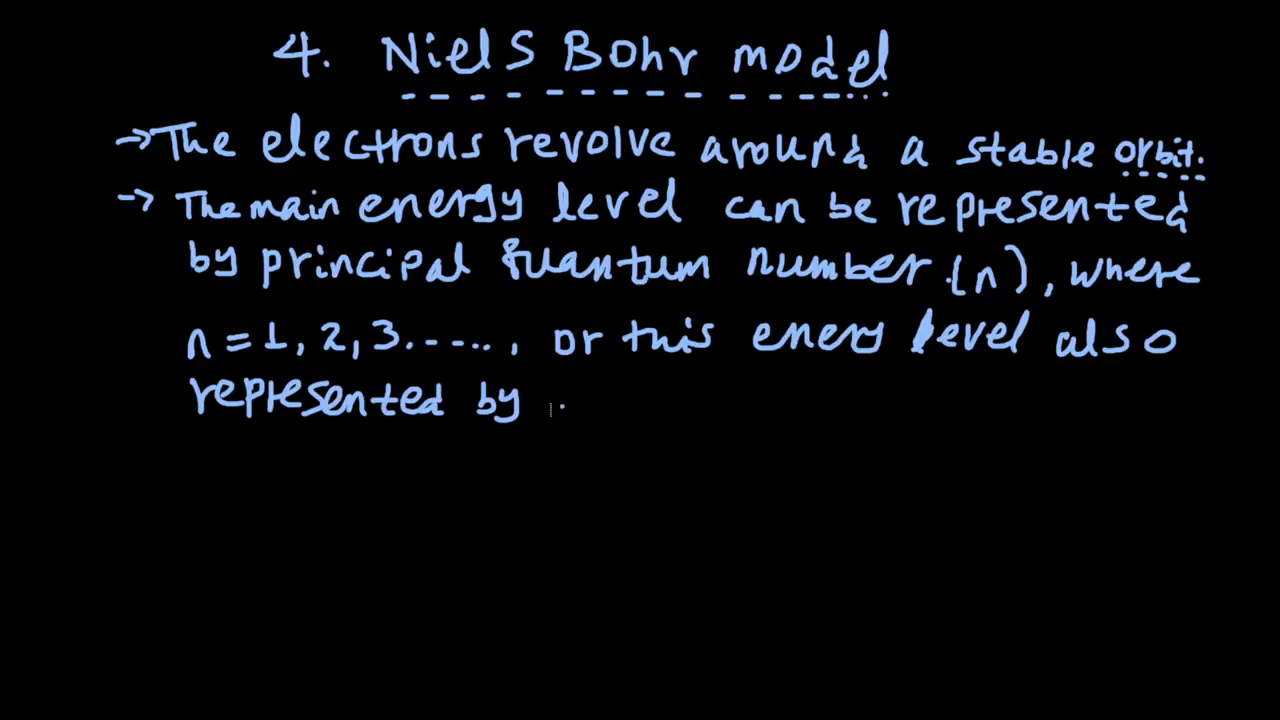 4. Niels Bohr model
→ The electrons revolve around a stable orbit.
→ The main energy level can be represented
by principal quantum number (n), where
n = 1, 2, 3. ...., or this energy level also
represented by